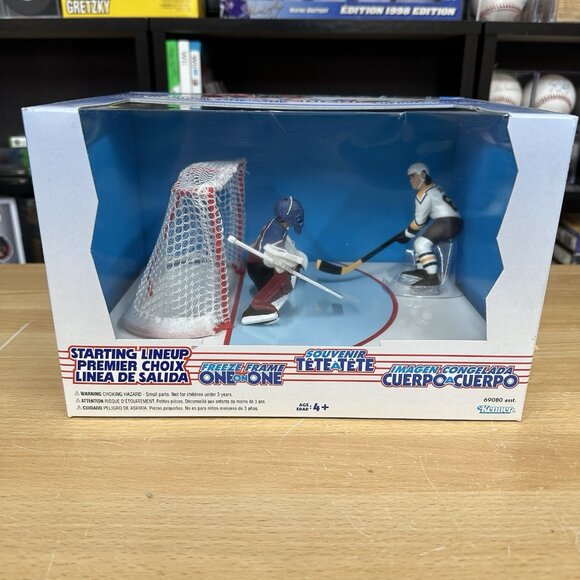 GRETZKY
EDITION 1998 EDITION
Wii
STARTING LINEUP
PREMIER CHOIX
LINEA DE SALIDA
FREEZE FRAME
ONE ON ONE
SOUVENIR
TÊTE À TÊTE
IMAGEN CONGELADA
CUERPO A CUERPO
⚠ WARNING CHOKING HAZARD - Small parts. Not for children under 3 years.
⚠ ATTENTION RISQUE D'ÉTOUFFEMENT. Petites pièces. Déconseillé aux enfants de moins de 3 ans.
⚠ CUIDADO PELIGRO DE ASFIXIA Piezas pequeñas. No es para niños menores de 3 años.
AGE:
EDAD: 4+
69080 asst.
Kenner